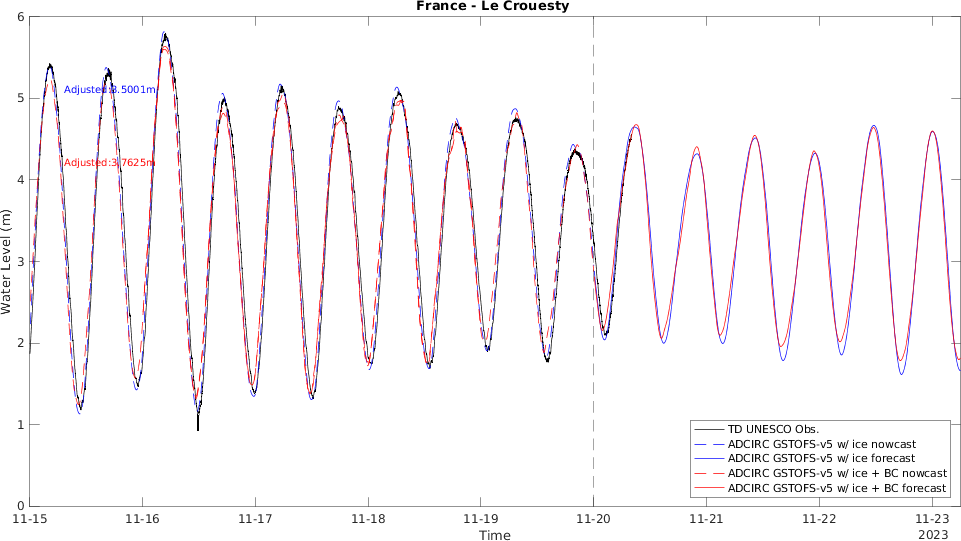 France - Le Crouesty
6
5
4
3
2
1
0
Water Level (m)
Adjusted:3.5001m
Adjusted:3.7625m
TD UNESCO Obs.
ADCIRC GSTOFS-v5 w/ ice nowcast
ADCIRC GSTOFS-v5 w/ ice forecast
ADCIRC GSTOFS-v5 w/ ice + BC nowcast
ADCIRC GSTOFS-v5 w/ ice + BC forecast
11-15 11-16 11-17 11-18 11-19 11-20 11-21 11-22 11-23
2023
Time